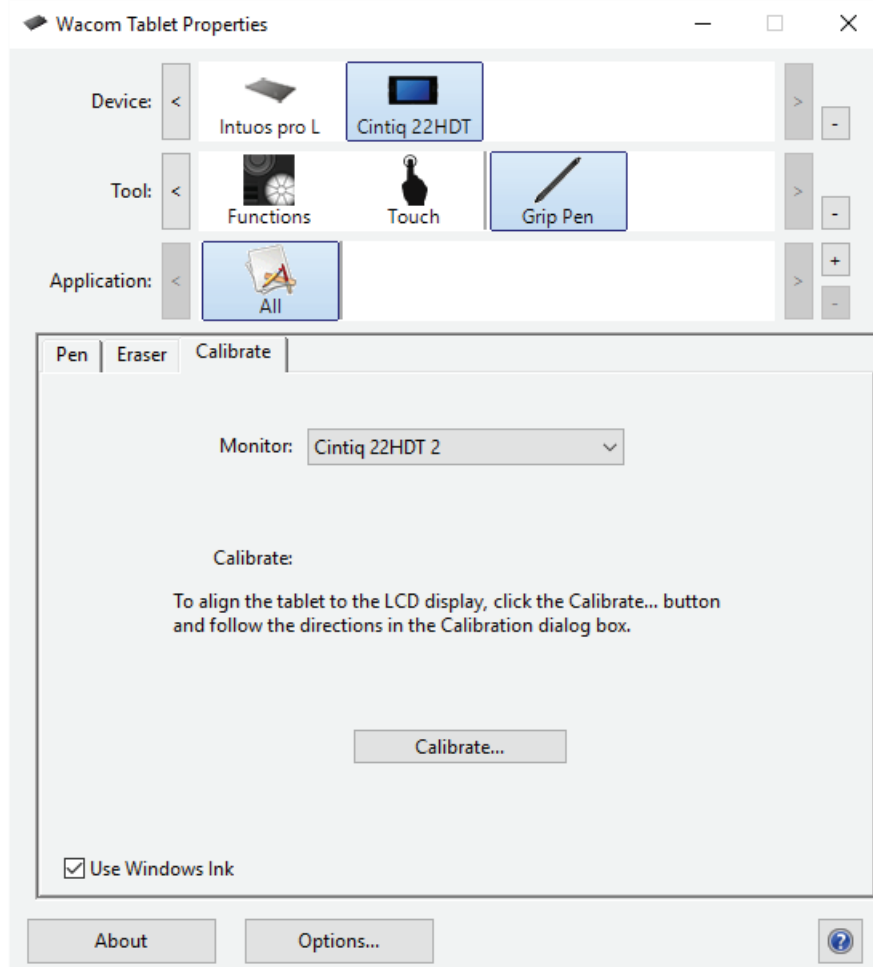 Wacom Tablet Properties
Device: < Intuos pro L Cintiq 22HDT > -
Tool: < Functions Touch Grip Pen > -
Application: < All > + -
Pen Eraser Calibrate
Monitor: Cintiq 22HDT 2
Calibrate:
To align the tablet to the LCD display, click the Calibrate... button
and follow the directions in the Calibration dialog box.
Calibrate...
Use Windows Ink
About Options... ?